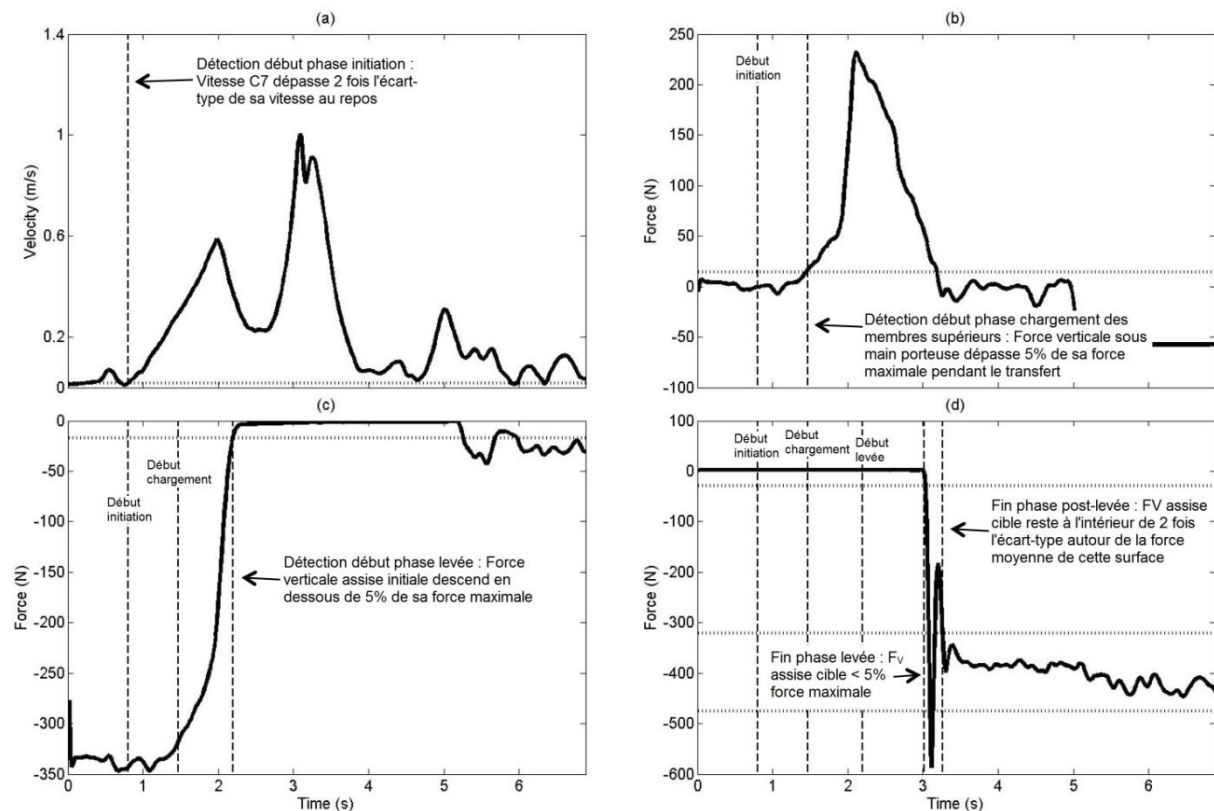 (a)
1.4
1
0.6
0.2
0
Velocity (m/s)
Détection début phase initiation :
Vitesse C7 dépasse 2 fois l'écart-
type de sa vitesse au repos
(b)
250
200
150
100
50
0
-50
-100
Force (N)
Début
initiation
Détection début phase chargement des
membres supérieurs : Force verticale sous
main porteuse dépasse 5% de sa force
maximale pendant le transfert
(c)
0
-50
-100
-150
-200
-250
-300
-350
Force (N)
Début
initiation
Début
chargement
Détection début phase levée : Force
verticale assise initiale descend en
dessous de 5% de sa force maximale
0 1 2 3 4 5 6
Time (s)
(d)
100
0
-100
-200
-300
-400
-500
-600
Force (N)
Début
initiation
Début
chargement
Début
levée
Fin phase post-levée : FV assise
cible reste à l'intérieur de 2 fois
l'écart-type autour de la force
moyenne de cette surface
Fin phase levée : FV
assise cible < 5%
force maximale
0 1 2 3 4 5 6
Time (s)